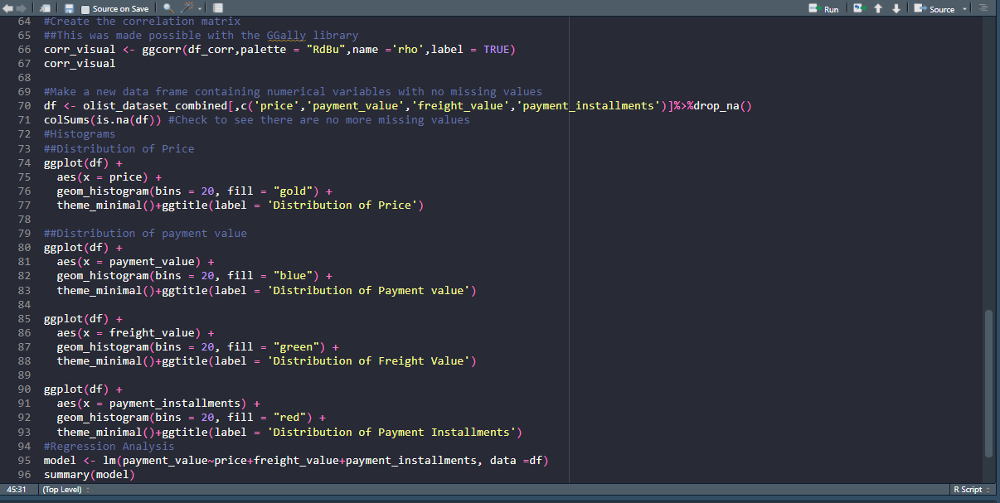 Source on Save
Run
Source
64 #Create the correlation matrix
65 ##This was made possible with the GGally library
66 corr_visual <- ggcorr(df_corr,palette = "RdBu",name ='rho',label = TRUE)
67 corr_visual
68
69 #Make a new data frame containing numerical variables with no missing values
70 df <- olist_dataset_combined[,c('price','payment_value','freight_value','payment_installments')]%>%drop_na()
71 colSums(is.na(df)) #Check to see there are no more missing values
72 #Histograms
73 ##Distribution of Price
74 ggplot(df) +
75   aes(x = price) +
76   geom_histogram(bins = 20, fill = "gold") +
77   theme_minimal()+ggtitle(label = 'Distribution of Price')
78
79 ##Distribution of payment value
80 ggplot(df) +
81   aes(x = payment_value) +
82   geom_histogram(bins = 20, fill = "blue") +
83   theme_minimal()+ggtitle(label = 'Distribution of Payment value')
84
85 ggplot(df) +
86   aes(x = freight_value) +
87   geom_histogram(bins = 20, fill = "green") +
88   theme_minimal()+ggtitle(label = 'Distribution of Freight Value')
89
90 ggplot(df) +
91   aes(x = payment_installments) +
92   geom_histogram(bins = 20, fill = "red") +
93   theme_minimal()+ggtitle(label = 'Distribution of Payment Installments')
94 #Regression Analysis
95 model <- lm(payment_value~price+freight_value+payment_installments, data =df)
96 summary(model)
45:31 (Top Level) R Script